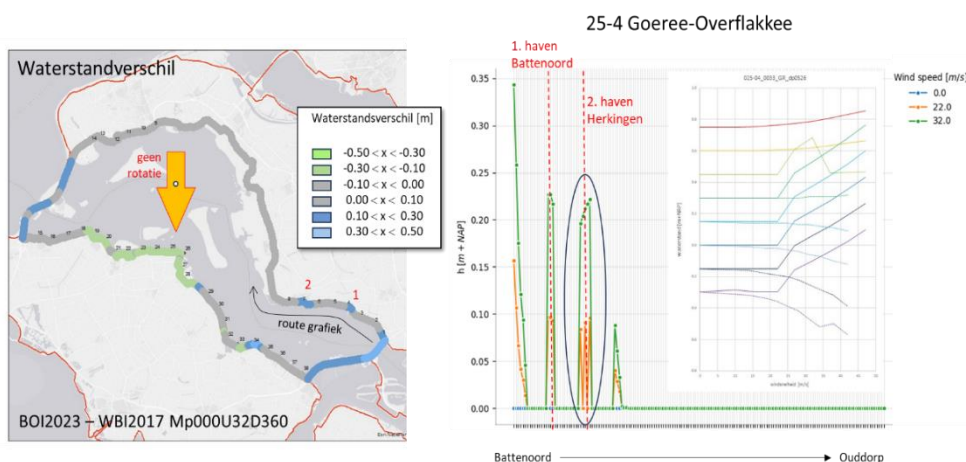 25-4 Goeree-Overflakkee
Waterstandverschil
geen
rotatie
Waterstandsverschil [m]
-0.50 < x < -0.30
-0.30 < x < -0.10
-0.10 < x < 0.00
0.00 < x < 0.10
0.10 < x < 0.30
0.30 < x < 0.50
2
1
route grafiek
BOI2023 – WBI2017 Mp000U32D360
1. haven
Battenoord
2. haven
Herkingen
Wind speed [m/s]
0.0
22.0
32.0
h [m + NAP]
0.35
0.30
0.25
0.20
0.15
0.10
0.05
0.00
Battenoord
Ouddorp